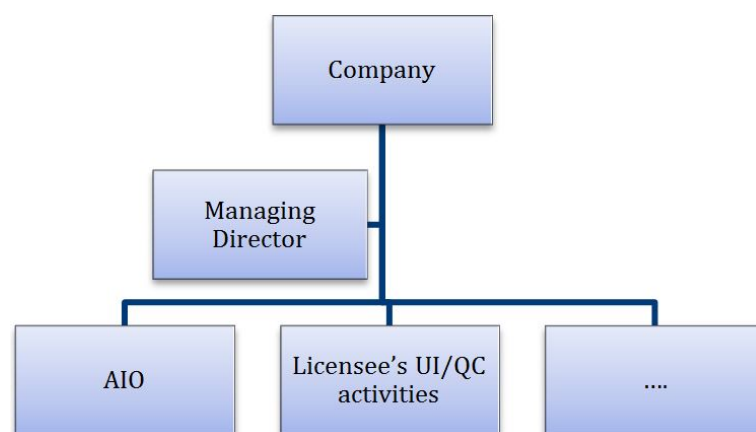 Company
Managing
Director
AIO
Licensee’s UI/QC
activities
....